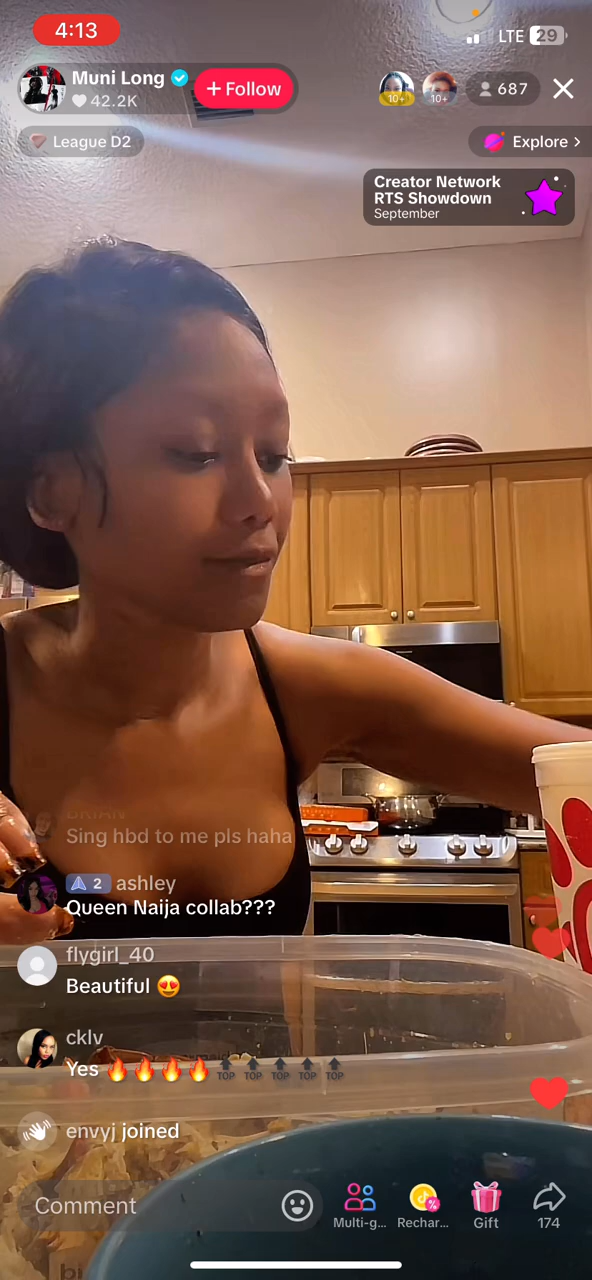 4:13
LTE 29
Muni Long
+ Follow
42.2K
10+
10+
687
League D2
Explore >
Creator Network
RTS Showdown
September
BRIAN
Sing hbd to me pls haha
2 ashley
Queen Naija collab???
flygirl_40
Beautiful 😍
cklv
Yes 🔥🔥🔥🔥 TOP TOP TOP TOP TOP
envyj joined
Comment
Multi-g...
Rechar...
Gift
174